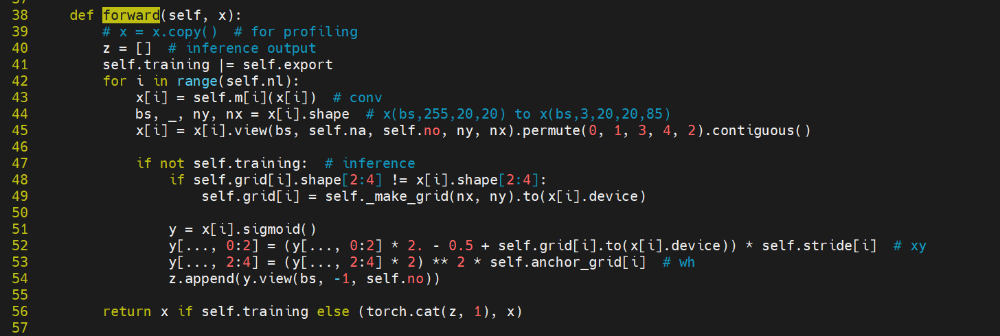 37
38 def forward(self, x):
39 # x = x.copy()  # for profiling
40 z = []  # inference output
41 self.training |= self.export
42 for i in range(self.nl):
43 x[i] = self.m[i](x[i])  # conv
44 bs, _, ny, nx = x[i].shape  # x(bs,255,20,20) to x(bs,3,20,20,85)
45 x[i] = x[i].view(bs, self.na, self.no, ny, nx).permute(0, 1, 3, 4, 2).contiguous()
46
47 if not self.training:  # inference
48 if self.grid[i].shape[2:4] != x[i].shape[2:4]:
49 self.grid[i] = self._make_grid(nx, ny).to(x[i].device)
50
51 y = x[i].sigmoid()
52 y[..., 0:2] = (y[..., 0:2] * 2. - 0.5 + self.grid[i].to(x[i].device)) * self.stride[i]  # xy
53 y[..., 2:4] = (y[..., 2:4] * 2) ** 2 * self.anchor_grid[i]  # wh
54 z.append(y.view(bs, -1, self.no))
55
56 return x if self.training else (torch.cat(z, 1), x)
57